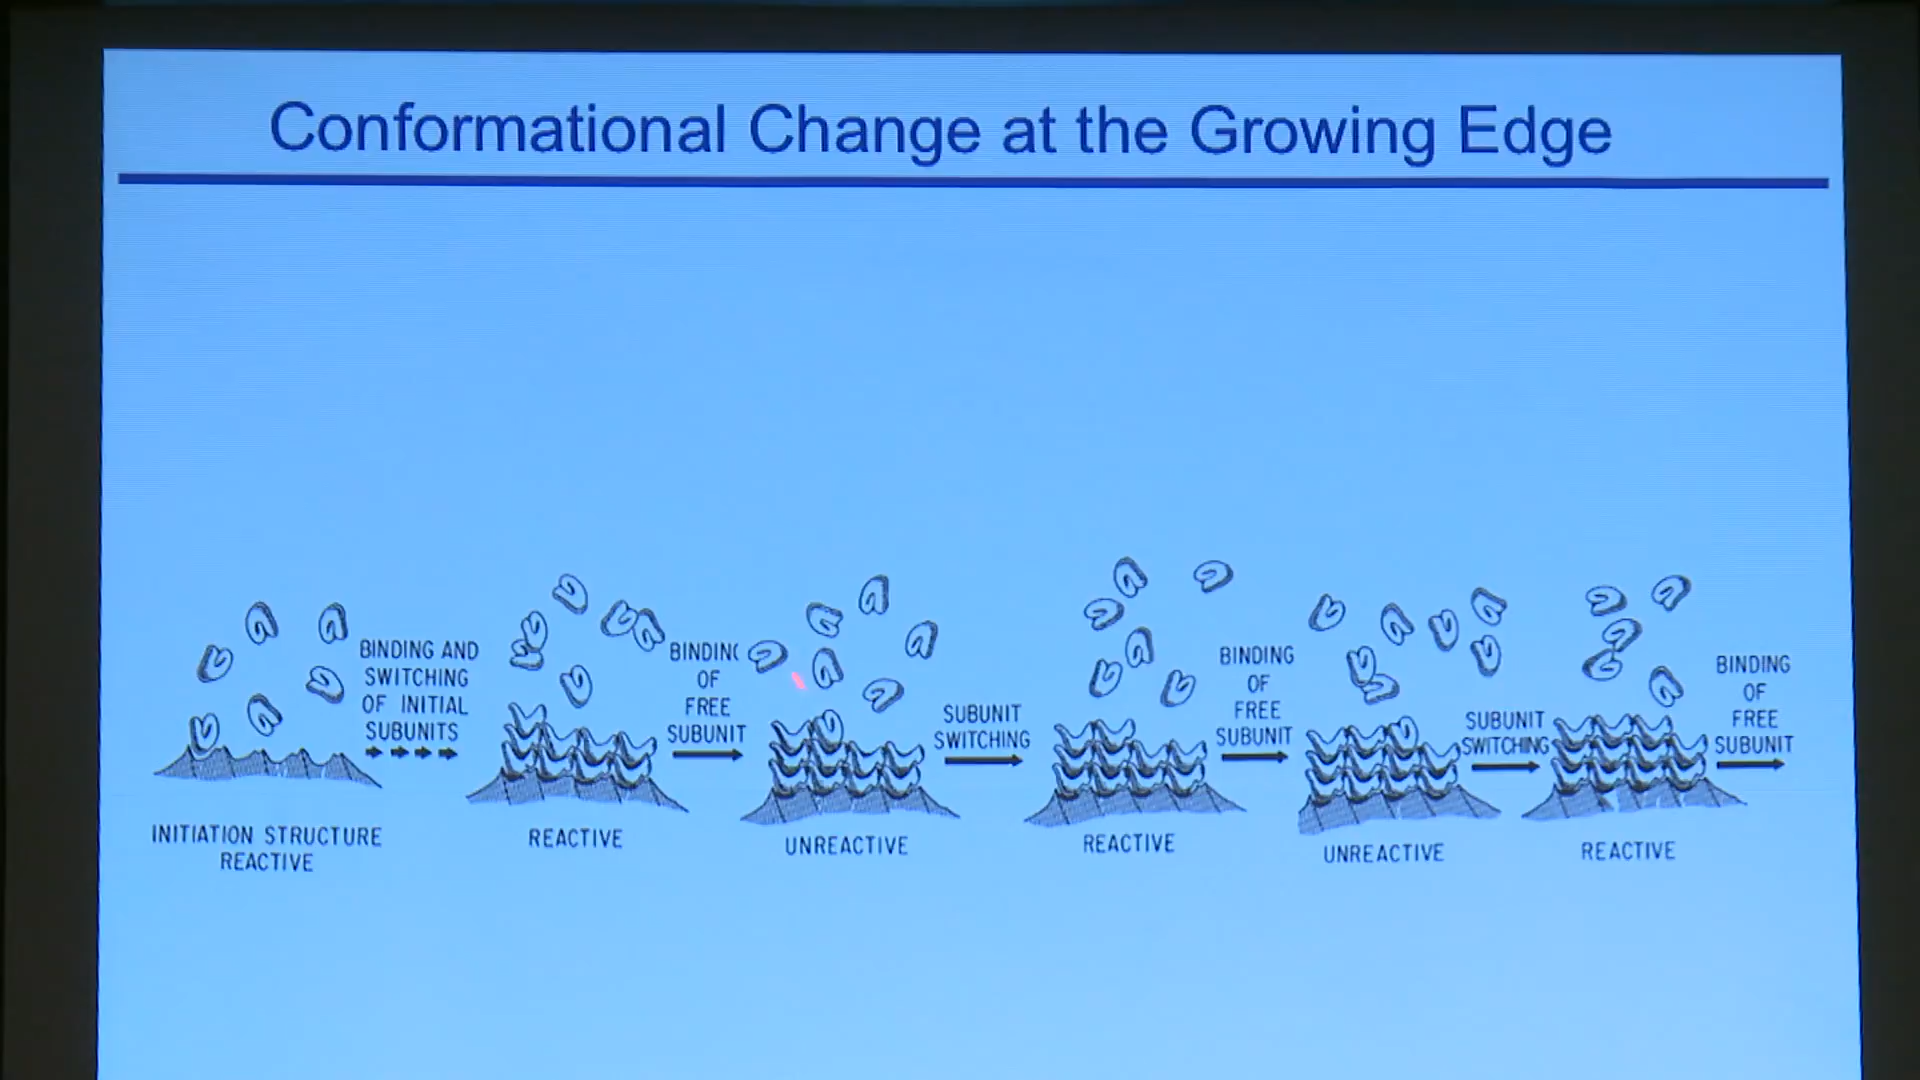 Conformational Change at the Growing Edge
BINDING AND
SWITCHING
OF INITIAL
SUBUNITS
BINDING
OF
FREE
SUBUNIT
SUBUNIT
SWITCHING
BINDING
OF
FREE
SUBUNIT
SUBUNIT
SWITCHING
BINDING
OF
FREE
SUBUNIT
INITIATION STRUCTURE
REACTIVE
REACTIVE
UNREACTIVE
REACTIVE
UNREACTIVE
REACTIVE